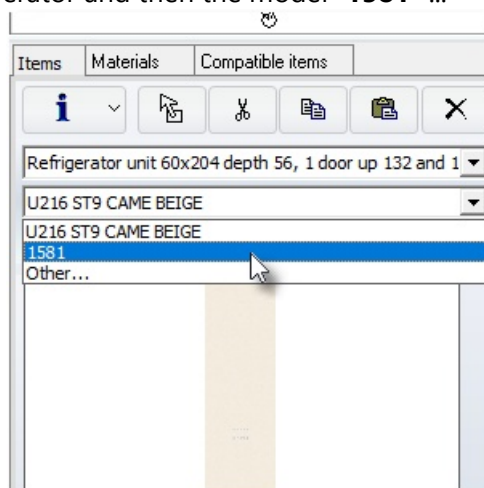 Items Materials Compatible items
i
Refrigerator unit 60x204 depth 56, 1 door up 132 and 1
U216 ST9 CAME BEIGE
U216 ST9 CAME BEIGE
1581
Other...